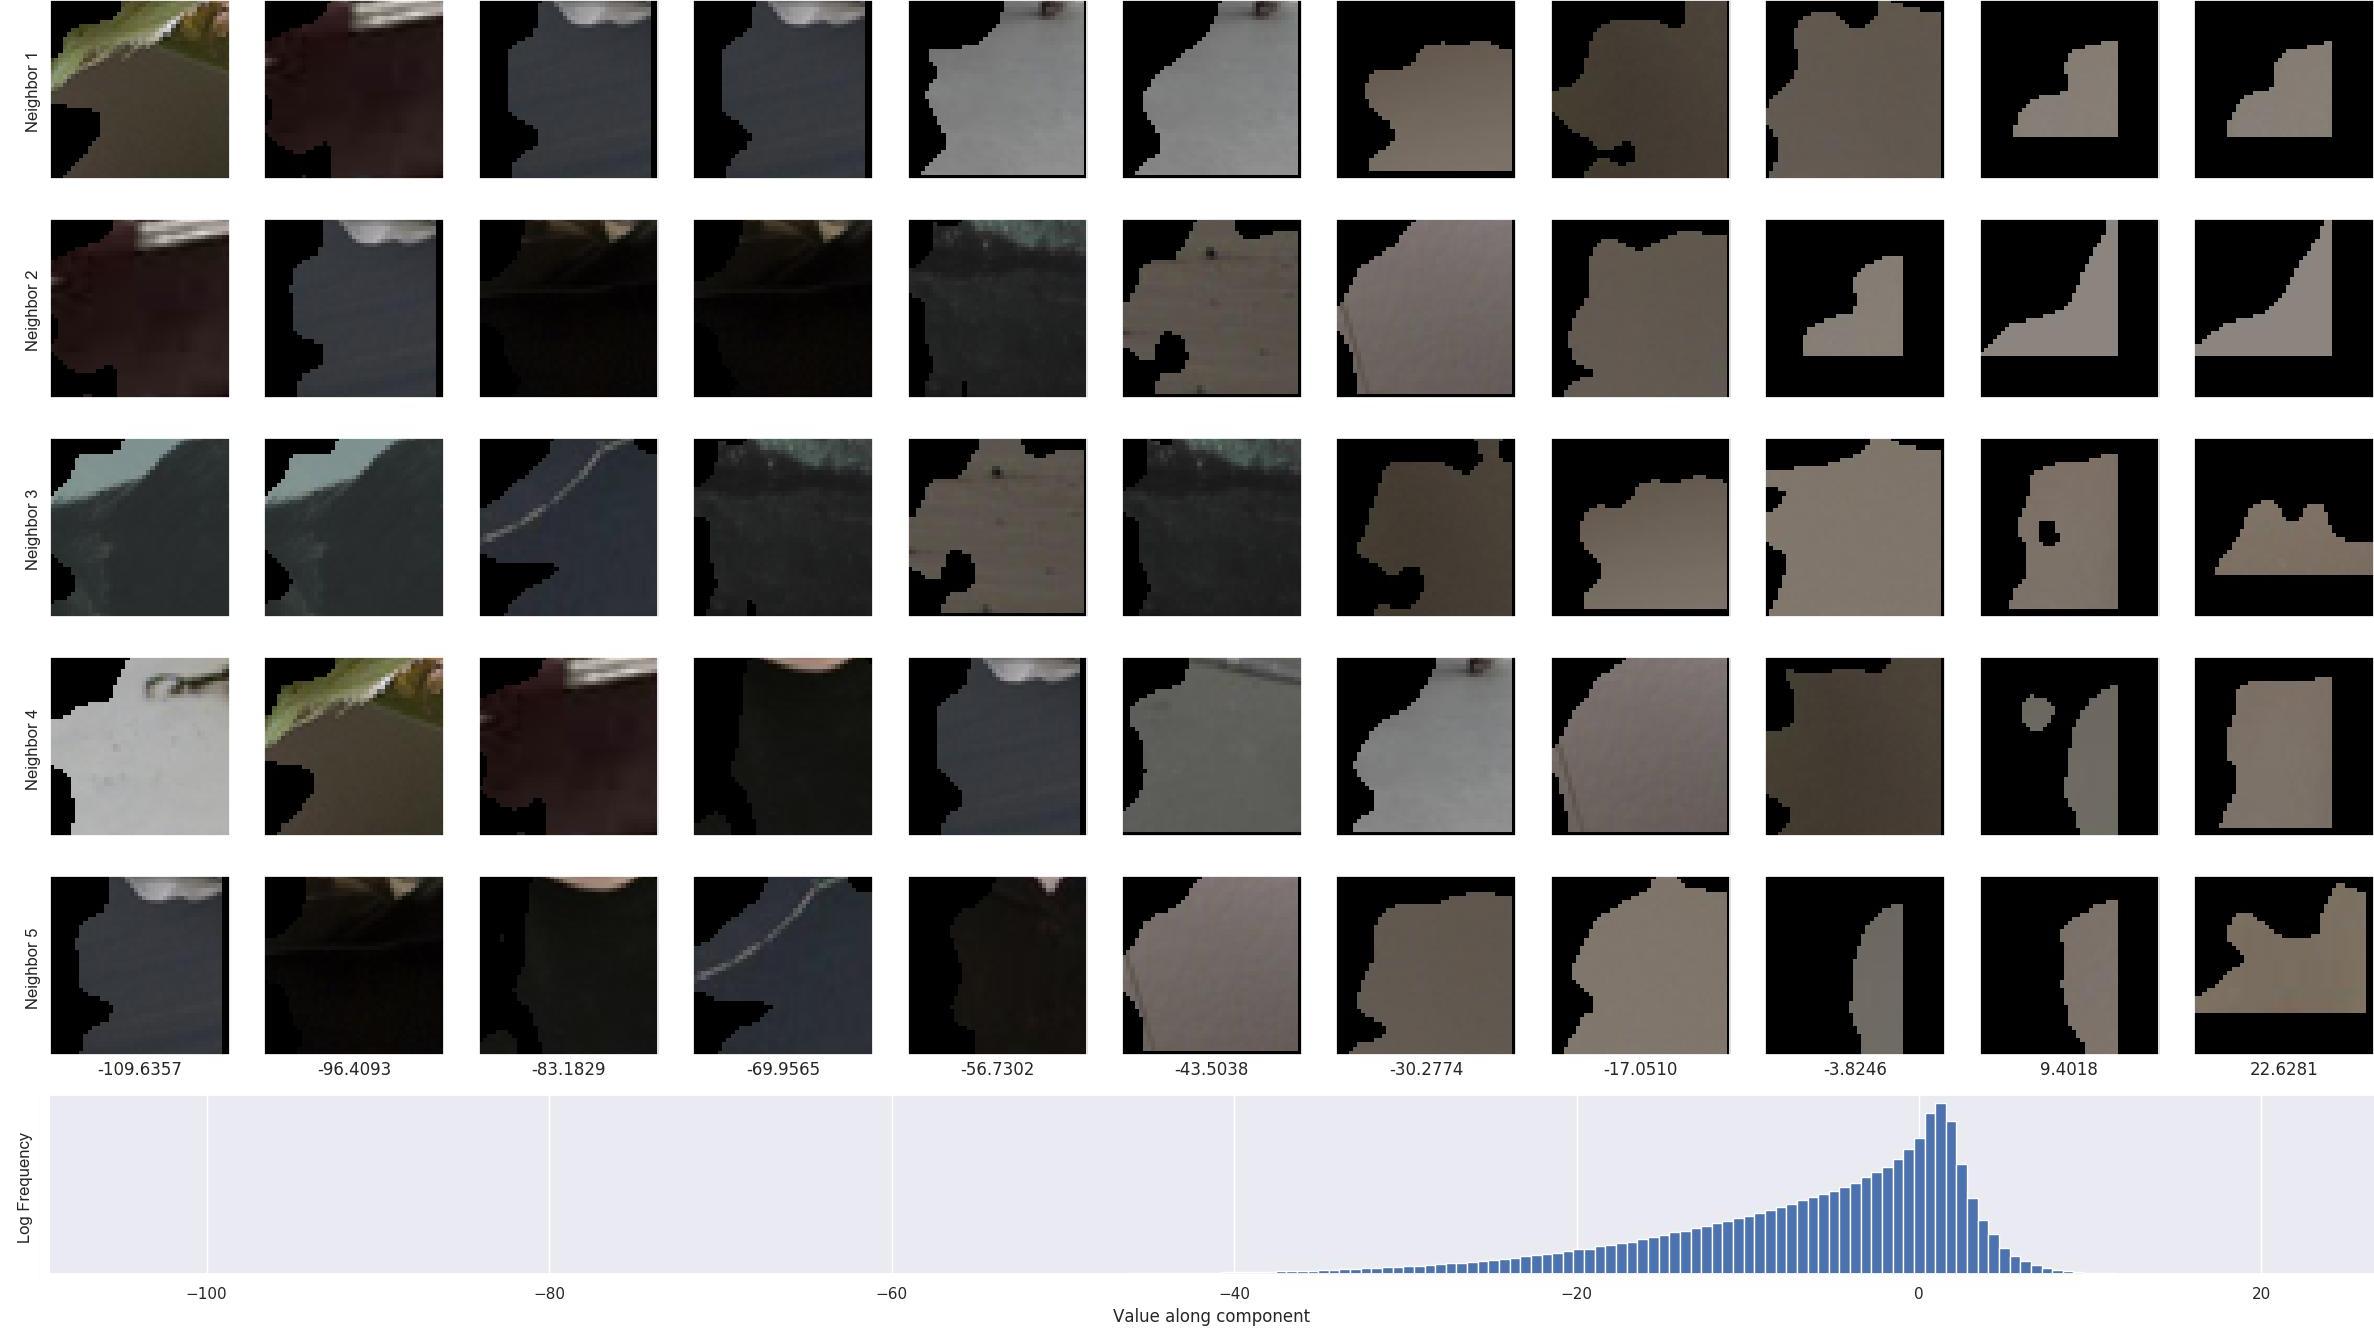 Neighbor 1
Neighbor 2
Neighbor 3
Neighbor 4
Neighbor 5
-109.6357 -96.4093 -83.1829 -69.9565 -56.7302 -43.5038 -30.2774 -17.0510 -3.8246 9.4018 22.6281
Log Frequency
−100 −80 −60 −40 −20 0 20
Value along component